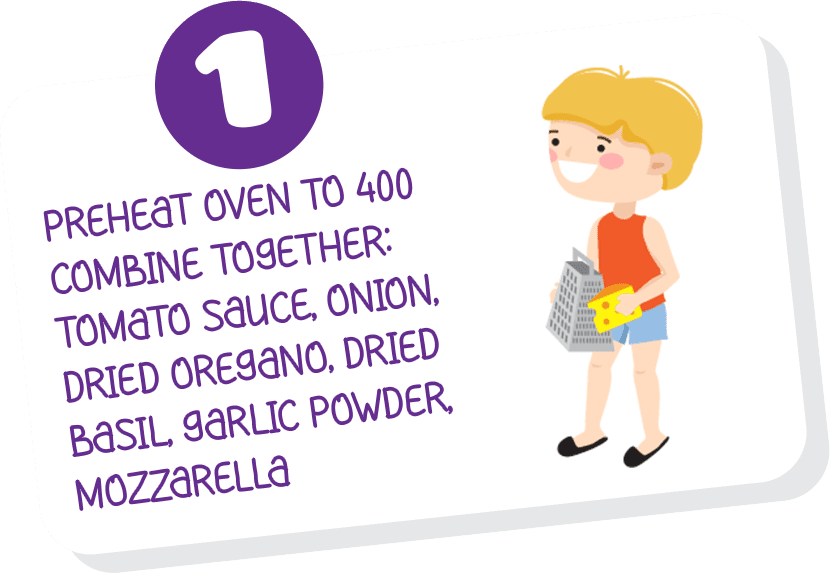 1
PREHEAT OVEN TO 400
COMBINE TOGETHER:
TOMATO SAUCE, ONION,
DRIED OREGANO, DRIED
BASIL, GARLIC POWDER,
MOZZARELLA